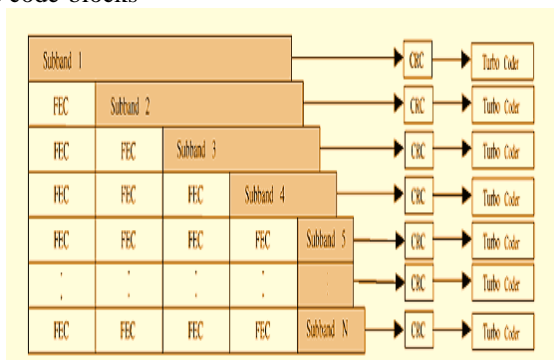 code-blocks
Subband 1 CRC Turbo Coder
FEC Subband 2 CRC Turbo Coder
FEC FEC Subband 3 CRC Turbo Coder
FEC FEC FEC Subband 4 CRC Turbo Coder
FEC FEC FEC FEC Subband 5 CRC Turbo Coder
: : : : : CRC Turbo Coder
FEC FEC FEC FEC Subband N CRC Turbo Coder